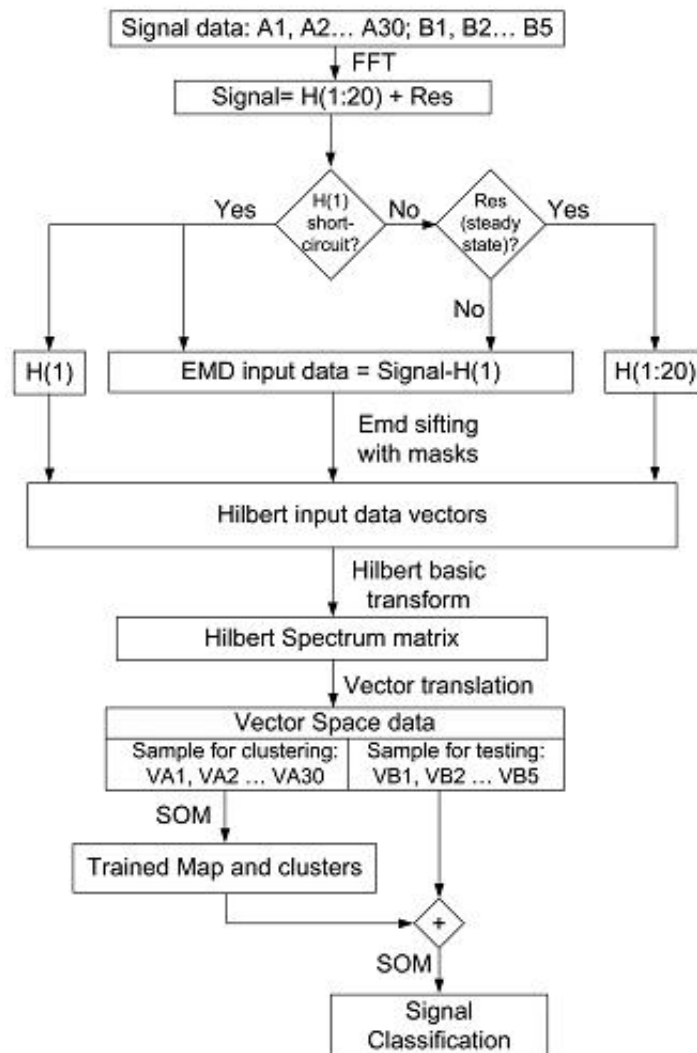 Signal data: A1, A2... A30; B1, B2... B5
FFT
Signal= H(1:20) + Res
H(1)
short-
circuit?
Yes
No
Res
(steady
state)?
Yes
No
H(1)
EMD input data = Signal-H(1)
H(1:20)
Emd sifting
with masks
Hilbert input data vectors
Hilbert basic
transform
Hilbert Spectrum matrix
Vector translation
Vector Space data
Sample for clustering:
VA1, VA2 ... VA30
Sample for testing:
VB1, VB2 ... VB5
SOM
Trained Map and clusters
+
SOM
Signal
Classification